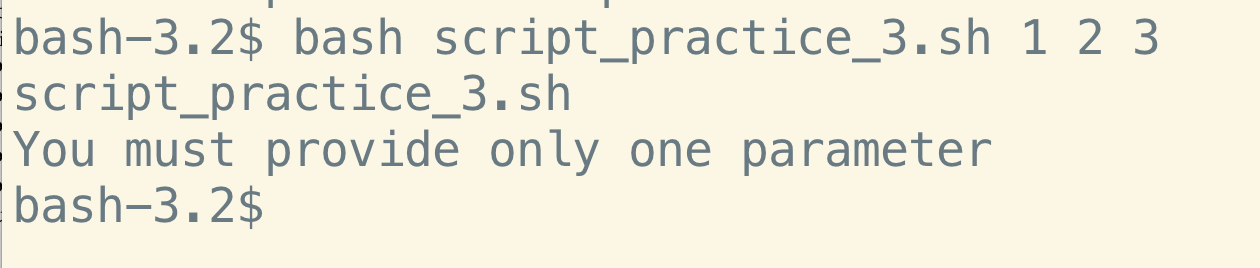 bash-3.2$ bash script_practice_3.sh 1 2 3
script_practice_3.sh
You must provide only one parameter
bash-3.2$